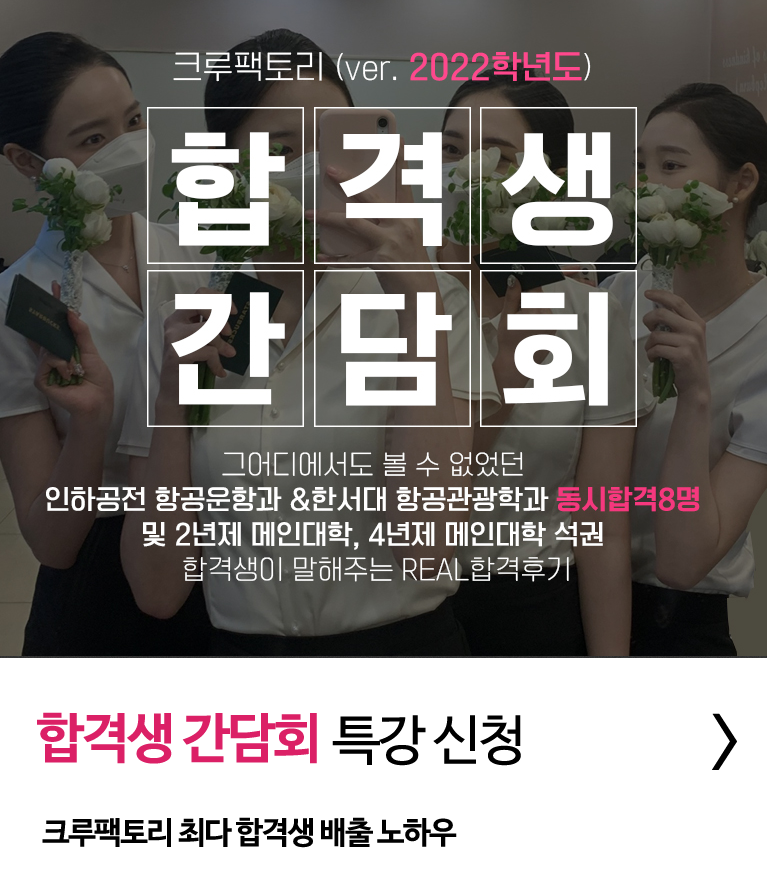 크루팩토리 (ver. 2022학년도)
합격생
간담회
그어디에서도 볼 수 없었던
인하공전 항공운항과 &한서대 항공관광학과 동시합격8명
및 2년제 메인대학, 4년제 메인대학 석권
합격생이 말해주는 REAL합격후기
합격생 간담회 특강 신청
크루팩토리 최다 합격생 배출 노하우